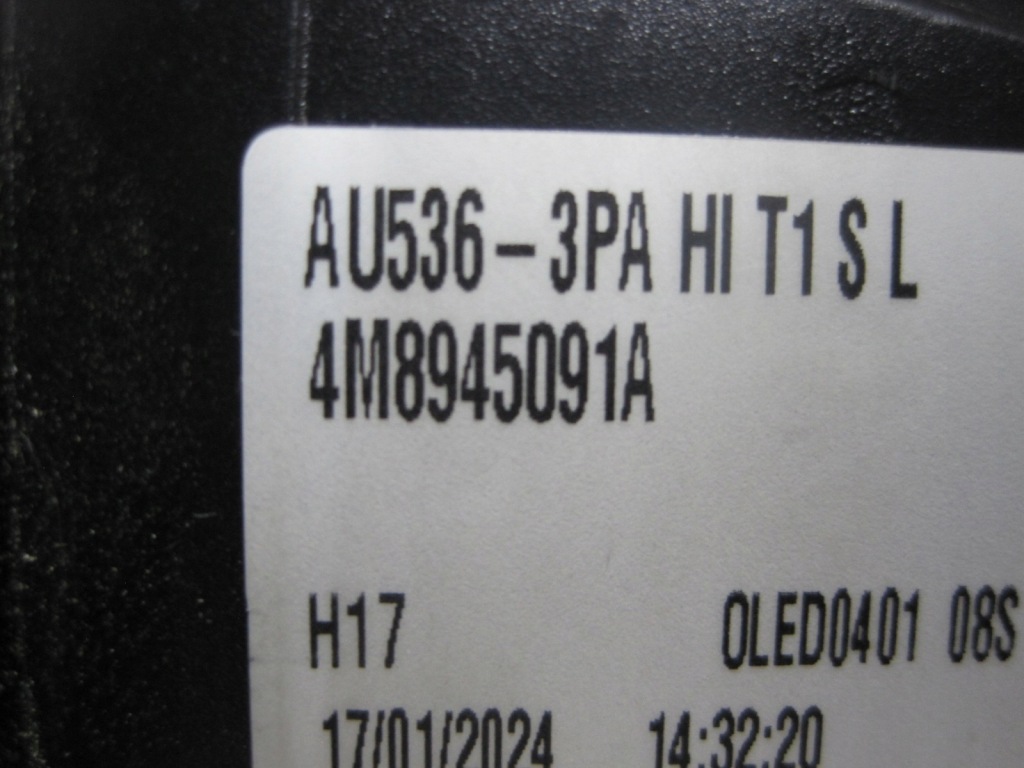 AU536-3PA HI T1 S L
4M8945091A
H17 OLED0401 08S
17/01/2024 14:32:20